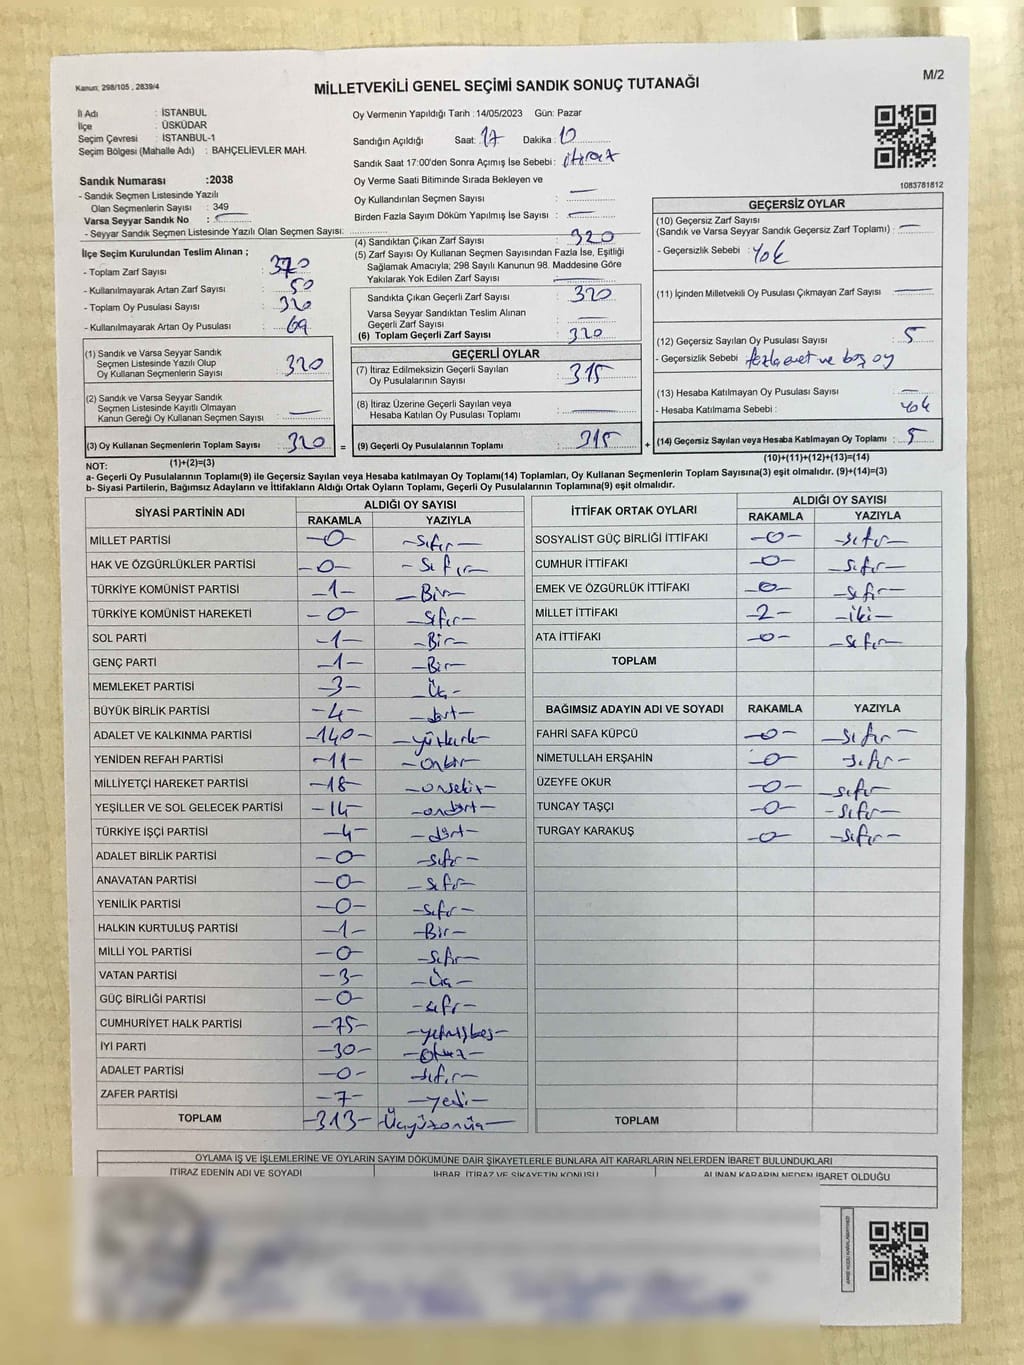 Kanun; 298/105 , 2839/4
MİLLETVEKİLİ GENEL SEÇİMİ SANDIK SONUÇ TUTANAĞI
M/2
İl Adı : İSTANBUL
İlçe : ÜSKÜDAR
Seçim Çevresi : İSTANBUL-1
Seçim Bölgesi (Mahalle Adı) : BAHÇELİEVLER MAH.
Oy Vermenin Yapıldığı Tarih : 14/05/2023 Gün: Pazar
Sandığın Açıldığı Saat: 17 Dakika: 10
Sandık Saat 17:00'den Sonra Açımış İse Sebebi: itiraz
Sandık Numarası :2038
- Sandık Seçmen Listesinde Yazılı
Olan Seçmenlerin Sayısı : 349
Varsa Seyyar Sandık No : —
- Seyyar Sandık Seçmen Listesinde Yazılı Olan Seçmen Sayısı:
Oy Verme Saati Bitiminde Sırada Bekleyen ve
Oy Kullandırılan Seçmen Sayısı : —
Birden Fazla Sayım Döküm Yapılmış İse Sayısı : —
1083781812
İlçe Seçim Kurulundan Teslim Alınan ;
- Toplam Zarf Sayısı : 370
- Kullanılmayarak Artan Zarf Sayısı : 50
- Toplam Oy Pusulası Sayısı :
- Kullanılmayarak Artan Oy Pusulası : 69
(1) Sandık ve Varsa Seyyar Sandık
Seçmen Listesinde Yazılı Olup
Oy Kullanan Seçmenlerin Sayısı : 320
(2) Sandık ve Varsa Seyyar Sandık
Seçmen Listesinde Kayıtlı Olmayan
Kanun Gereği Oy Kullanan Seçmen Sayısı : —
(3) Oy Kullanan Seçmenlerin Toplam Sayısı : 320
(1)+(2)=(3)
(4) Sandıktan Çıkan Zarf Sayısı : 320
(5) Zarf Sayısı Oy Kullanan Seçmen Sayısından Fazla İse, Eşitliği
Sağlamak Amacıyla; 298 Sayılı Kanunun 98. Maddesine Göre
Yakılarak Yok Edilen Zarf Sayısı : —
Sandıkta Çıkan Geçerli Zarf Sayısı : 320
Varsa Seyyar Sandıktan Teslim Alınan
Geçerli Zarf Sayısı : —
(6) Toplam Geçerli Zarf Sayısı : 320
GEÇERLİ OYLAR
(7) İtiraz Edilmeksizin Geçerli Sayılan
Oy Pusulalarının Sayısı : 315
(8) İtiraz Üzerine Geçerli Sayılan veya
Hesaba Katılan Oy Pusulası Toplamı : —
= (9) Geçerli Oy Pusulalarının Toplamı : 315 +
GEÇERSİZ OYLAR
(10) Geçersiz Zarf Sayısı
(Sandık ve Varsa Seyyar Sandık Geçersiz Zarf Toplamı) : —
- Geçersizlik Sebebi : Yok
(11) İçinden Milletvekili Oy Pusulası Çıkmayan Zarf Sayısı : —
(12) Geçersiz Sayılan Oy Pusulası Sayısı : 5
- Geçersizlik Sebebi : fazla evet ve boş oy
(13) Hesaba Katılmayan Oy Pusulası Sayısı : —
- Hesaba Katılmama Sebebi : yok
(14) Geçersiz Sayılan veya Hesaba Katılmayan Oy Toplamı : 5
(10)+(11)+(12)+(13)=(14)
NOT:
a- Geçerli Oy Pusulalarının Toplamı(9) ile Geçersiz Sayılan veya Hesaba katılmayan Oy Toplamı(14) Toplamları, Oy Kullanan Seçmenlerin Toplam Sayısına(3) eşit olmalıdır. (9)+(14)=(3)
b- Siyasi Partilerin, Bağımsız Adayların ve İttifakların Aldığı Ortak Oyların Toplamı, Geçerli Oy Pusulalarının Toplamına(9) eşit olmalıdır.
SİYASİ PARTİNİN ADI ALDIĞI OY SAYISI
RAKAMLA YAZIYLA
MİLLET PARTİSİ -0- -sıfır-
HAK VE ÖZGÜRLÜKLER PARTİSİ -0- -sıfır-
TÜRKİYE KOMÜNİST PARTİSİ -1- -Bir-
TÜRKİYE KOMÜNİST HAREKETİ -0- -sıfır-
SOL PARTİ -1- -Bir-
GENÇ PARTİ -1- -Bir-
MEMLEKET PARTİSİ -3- -Üç-
BÜYÜK BİRLİK PARTİSİ -4- -dört-
ADALET VE KALKINMA PARTİSİ -140- -yüzkırk-
YENİDEN REFAH PARTİSİ -11- -onbir-
MİLLİYETÇİ HAREKET PARTİSİ -18- -onsekiz-
YEŞİLLER VE SOL GELECEK PARTİSİ -14- -ondört-
TÜRKİYE İŞÇİ PARTİSİ -4- -dört-
ADALET BİRLİK PARTİSİ -0- -sıfır-
ANAVATAN PARTİSİ -0- -sıfır-
YENİLİK PARTİSİ -0- -sıfır-
HALKIN KURTULUŞ PARTİSİ -1- -Bir-
MİLLİ YOL PARTİSİ -0- -sıfır-
VATAN PARTİSİ -3- -Üç-
GÜÇ BİRLİĞİ PARTİSİ -0- -sıfır-
CUMHURİYET HALK PARTİSİ -75- -yetmişbeş-
İYİ PARTİ -30- -otuz-
ADALET PARTİSİ -0- -sıfır-
ZAFER PARTİSİ -7- -yedi-
TOPLAM -313- -Üçyüzonüç-
İTTİFAK ORTAK OYLARI ALDIĞI OY SAYISI
RAKAMLA YAZIYLA
SOSYALİST GÜÇ BİRLİĞİ İTTİFAKI -0- -sıfır-
CUMHUR İTTİFAKI -0- -sıfır-
EMEK VE ÖZGÜRLÜK İTTİFAKI -0- -sıfır-
MİLLET İTTİFAKI -2- -iki-
ATA İTTİFAKI -0- -sıfır-
TOPLAM
BAĞIMSIZ ADAYIN ADI VE SOYADI RAKAMLA YAZIYLA
FAHRİ SAFA KÜPCÜ -0- -sıfır-
NİMETULLAH ERŞAHİN -0- -sıfır-
ÜZEYFE OKUR -0- -sıfır-
TUNCAY TAŞÇI -0- -sıfır-
TURGAY KARAKUŞ -0- -sıfır-
TOPLAM
OYLAMA İŞ VE İŞLEMLERİNE VE OYLARIN SAYIM DÖKÜMÜNE DAİR ŞİKAYETLERLE BUNLARA AİT KARARLARIN NELERDEN İBARET BULUNDUKLARI
İTİRAZ EDENİN ADI VE SOYADI İHBAR, İTİRAZ VE ŞİKAYETİN KONUSU ALINAN KARARIN NEDEN İBARET OLDUĞU